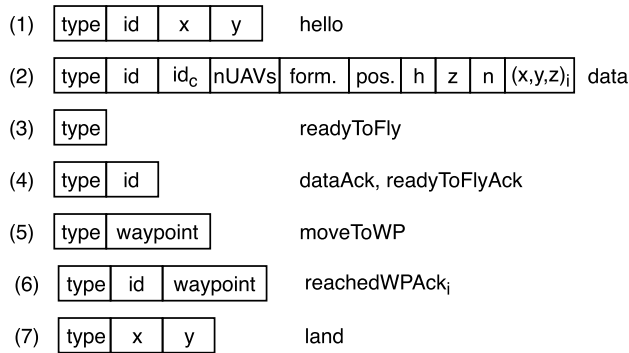 (1) type id x y hello
(2) type id idc nUAVs form. pos. h z n (x,y,z)i data
(3) type readyToFly
(4) type id dataAck, readyToFlyAck
(5) type waypoint moveToWP
(6) type id waypoint reachedWPAcki
(7) type x y land